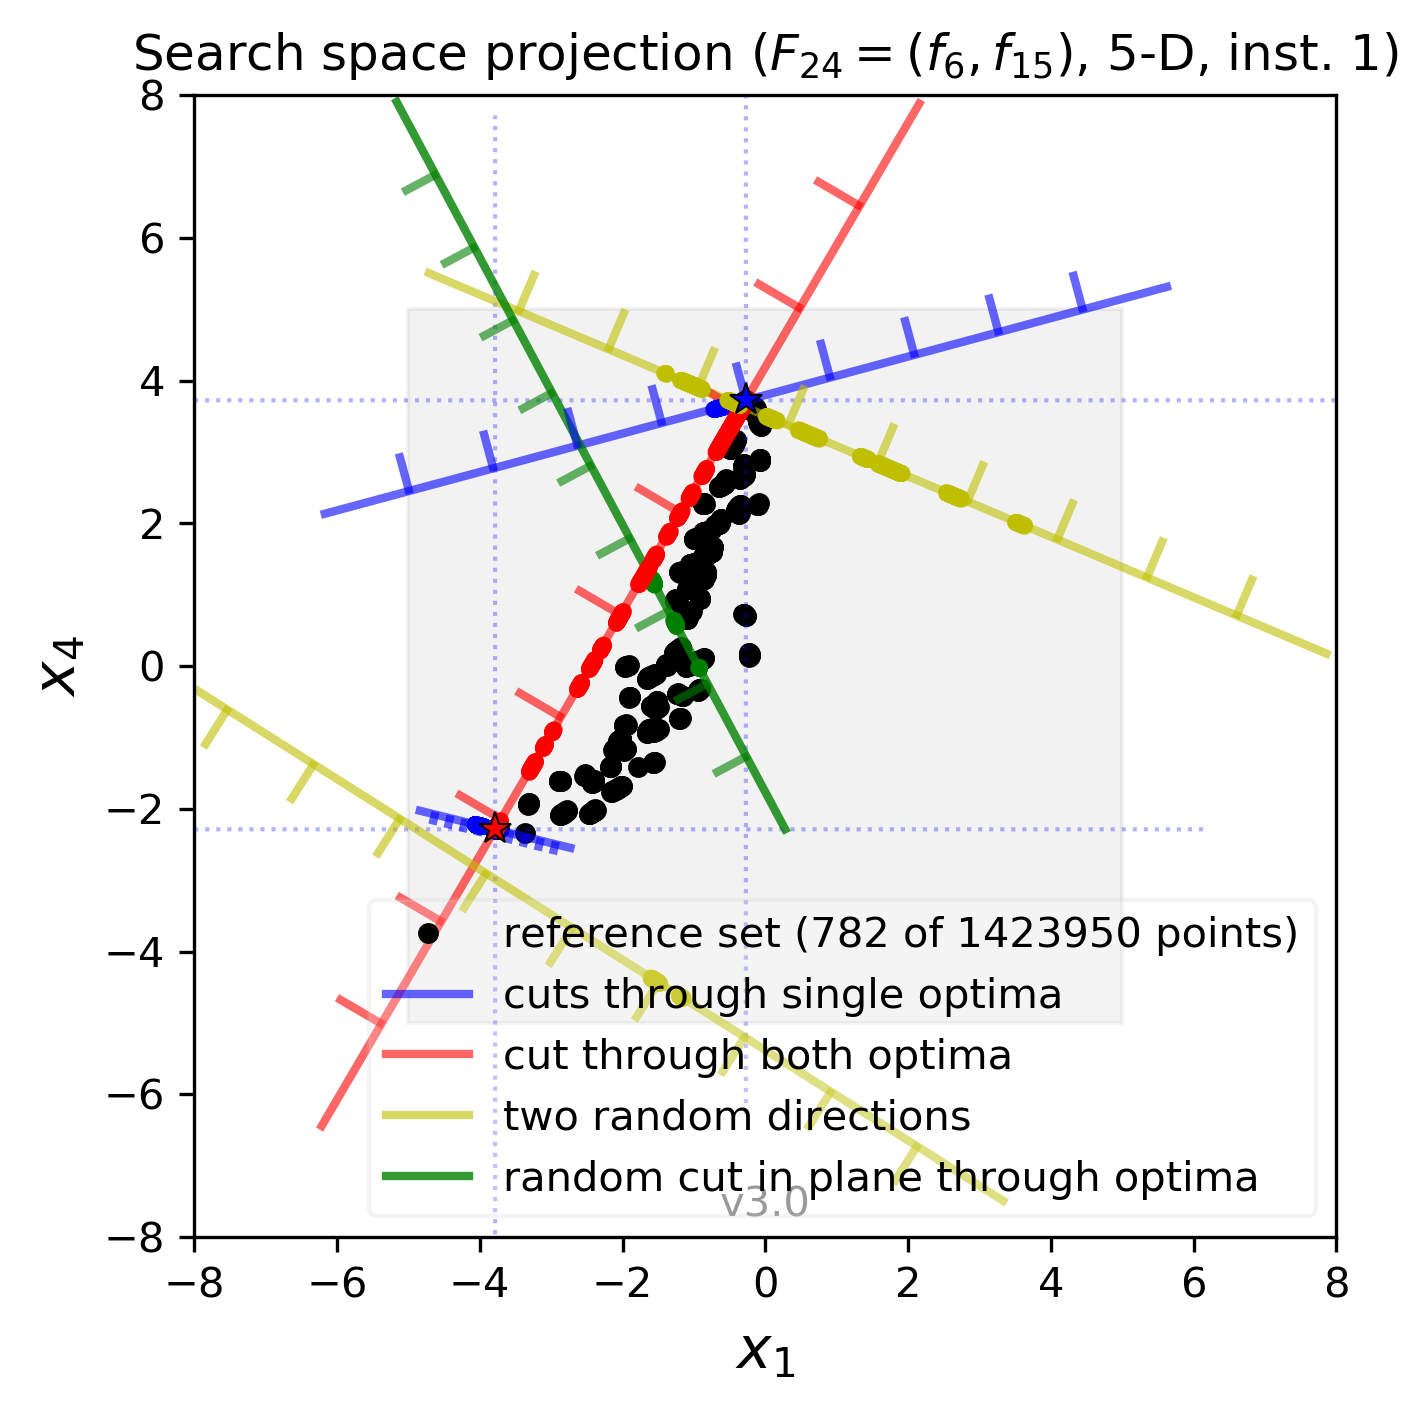 Search space projection (F₂₄ = (f₆, f₁₅), 5-D, inst. 1)
8
6
4
2
0
−2
−4
−6
−8
x₄
reference set (782 of 1423950 points)
cuts through single optima
cut through both optima
two random directions
random cut in plane through optima
v3.0
−8 −6 −4 −2 0 2 4 6 8
x₁